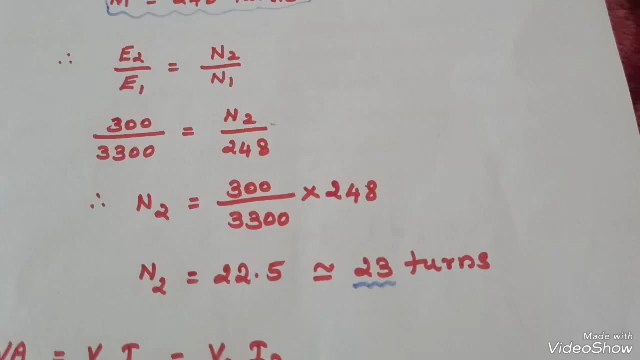 ∴ E2/E1 = N2/N1
300/3300 = N2/248
∴ N2 = 300/3300 × 248
N2 = 22.5 ≃ 23 turns
VA = V I = V I
Made with
VideoShow